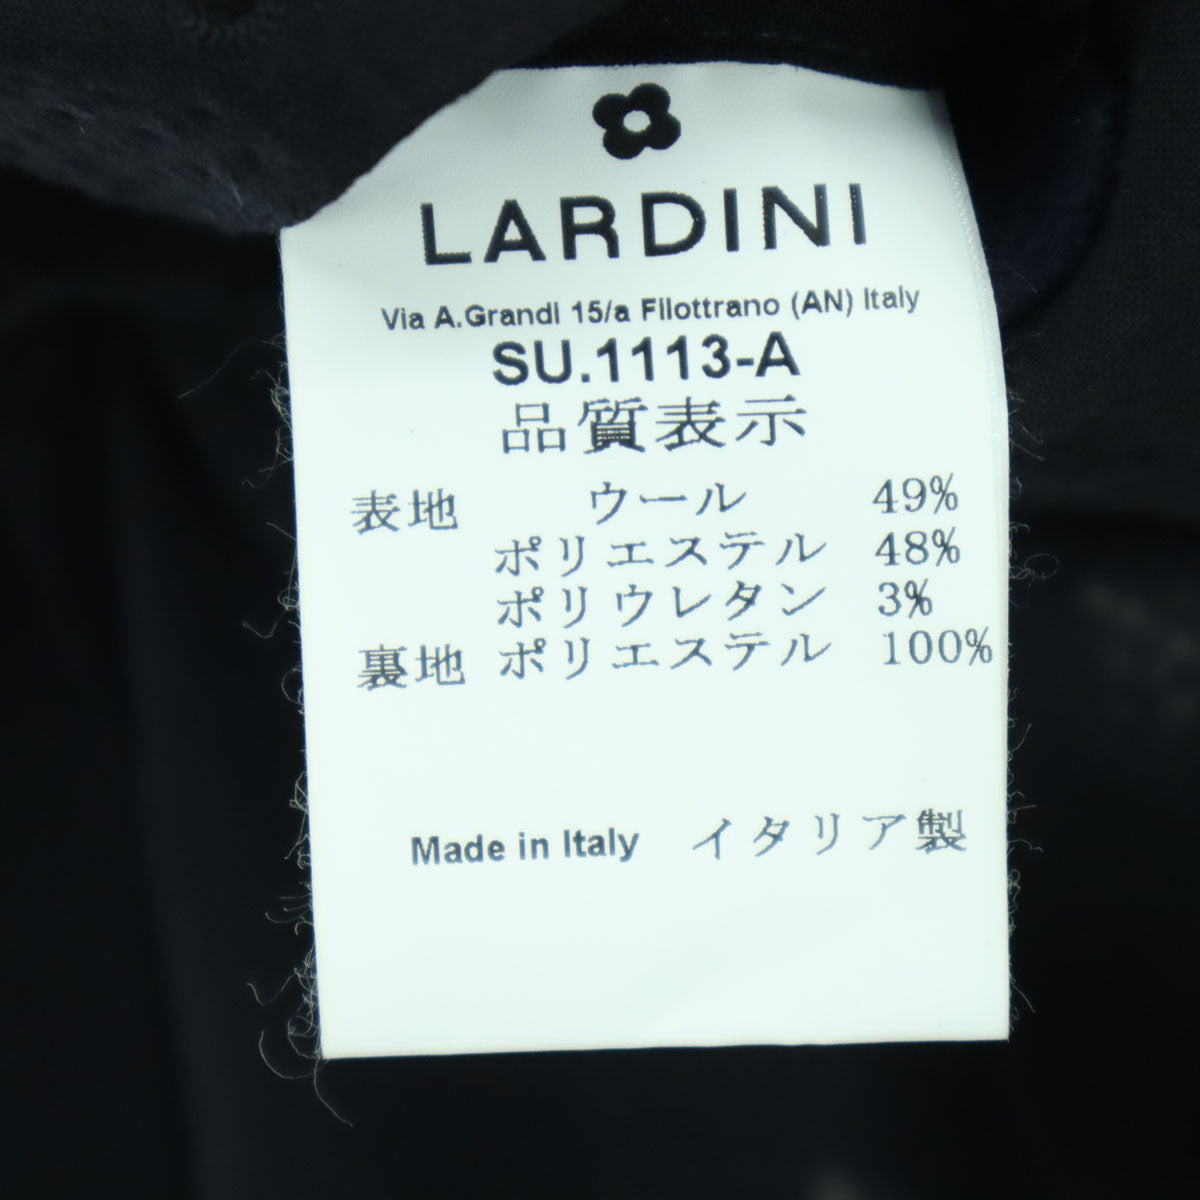 LARDINI
Via A.Grandi 15/a Filottrano (AN) Italy
SU.1113-A
品質表示
表地 ウール 49%
ポリエステル 48%
ポリウレタン 3%
裏地 ポリエステル 100%
Made in Italy イタリア製